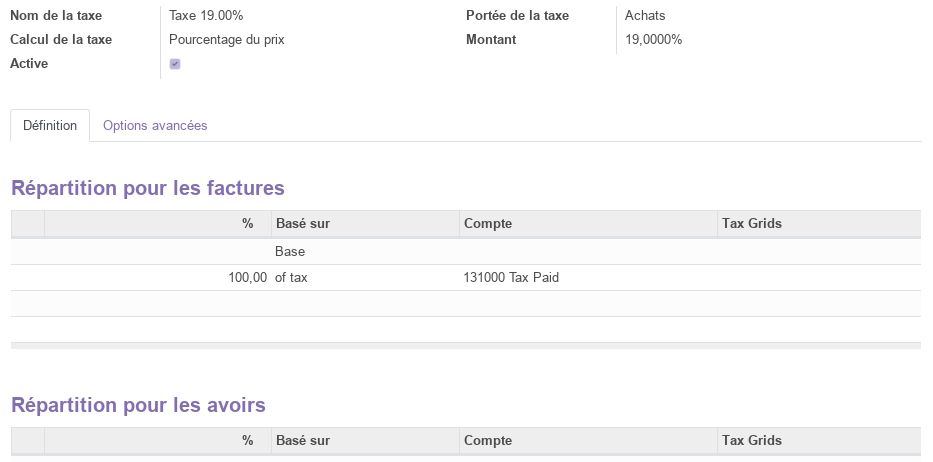 Nom de la taxe Taxe 19.00% Portée de la taxe Achats
Calcul de la taxe Pourcentage du prix Montant 19,0000%
Active
Définition Options avancées
Répartition pour les factures
% Basé sur Compte Tax Grids
Base
100,00 of tax 131000 Tax Paid
Répartition pour les avoirs
% Basé sur Compte Tax Grids